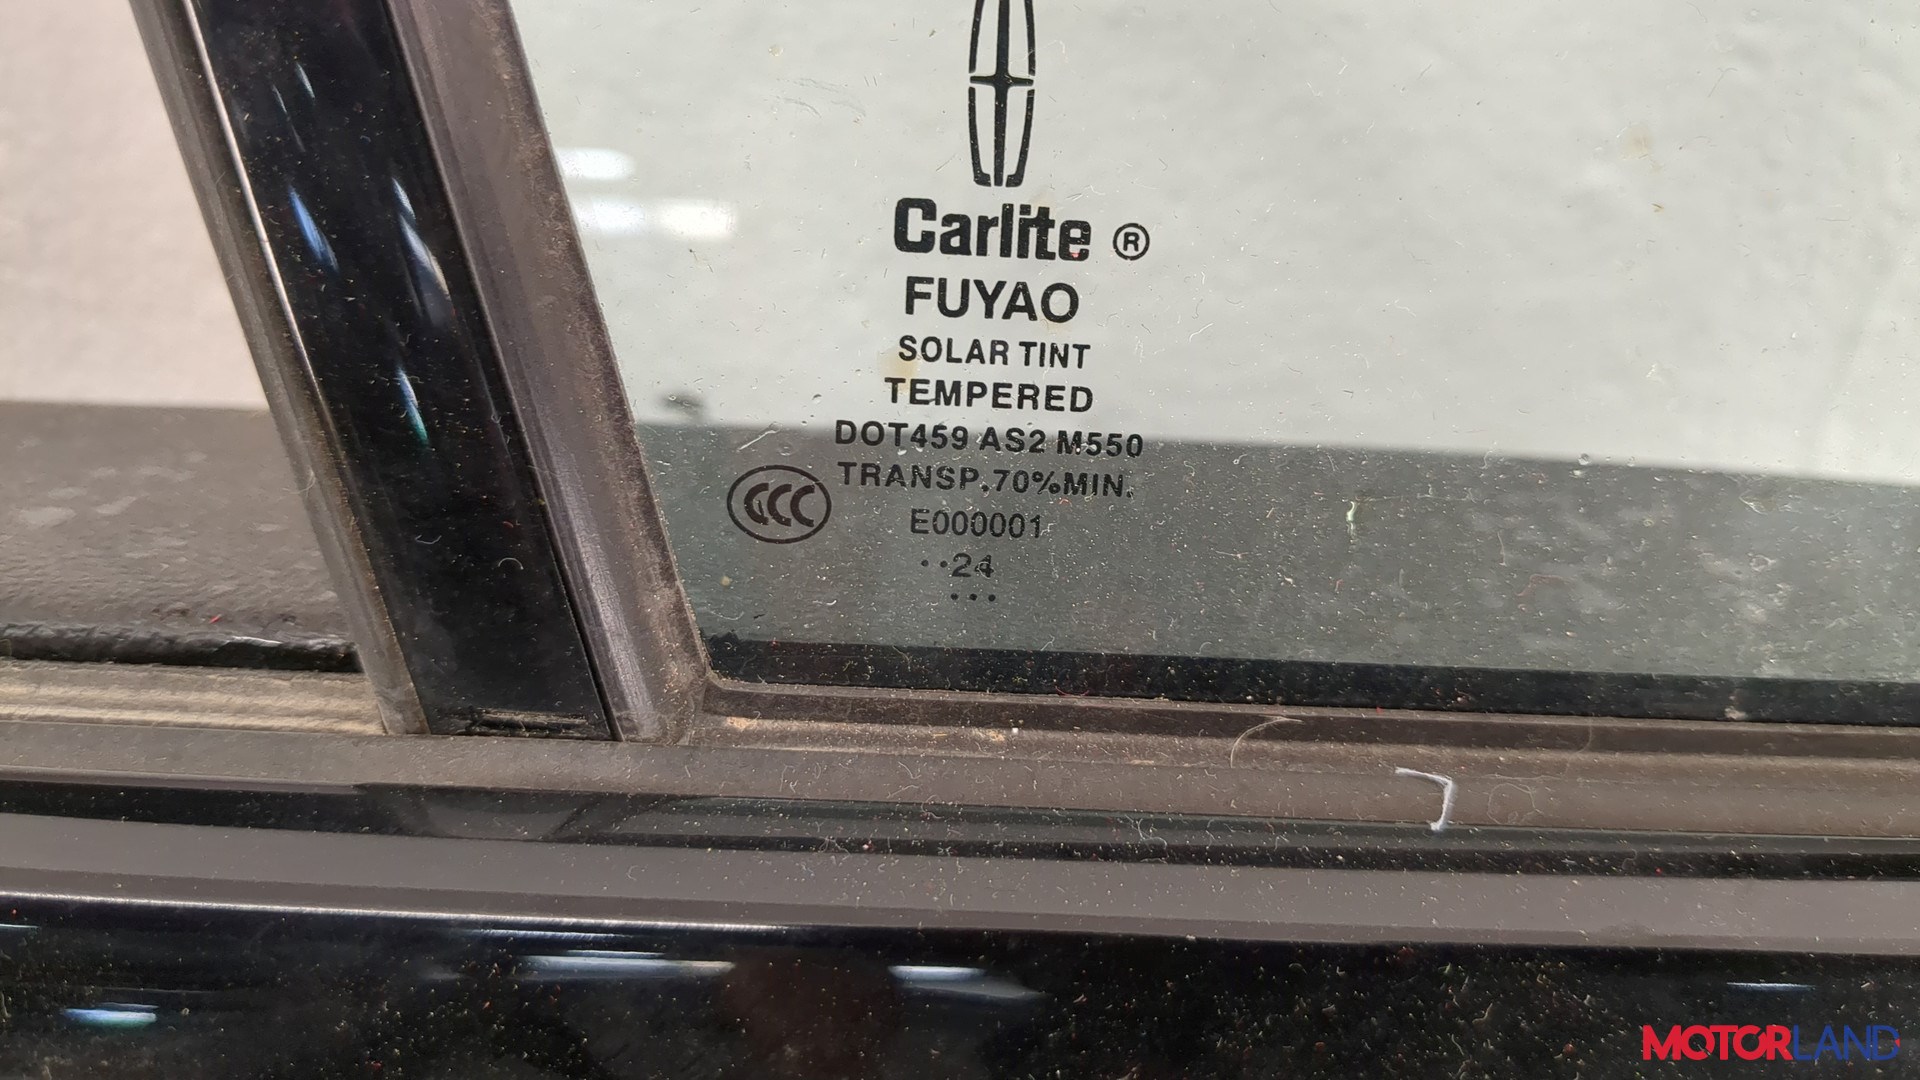 Carlite ®
FUYAO
SOLAR TINT
TEMPERED
DOT459 AS2 M550
TRANSP.70%MIN.
CCC
E000001
··24
···
MOTORLAND